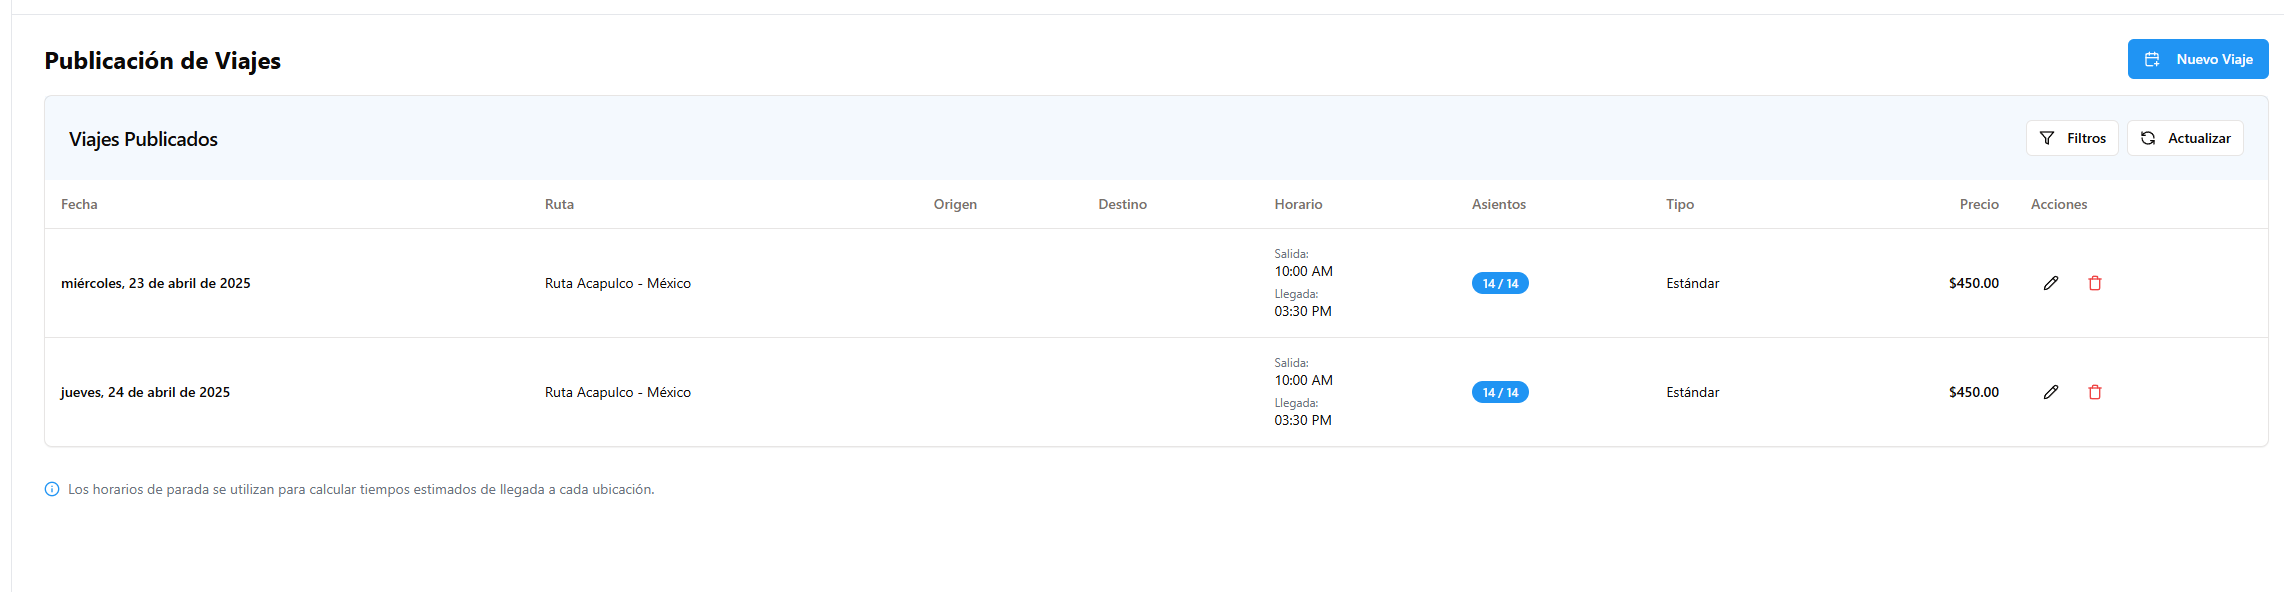 Publicación de Viajes
Nuevo Viaje
Viajes Publicados
Filtros
Actualizar
Fecha Ruta Origen Destino Horario Asientos Tipo Precio Acciones
Salida:
10:00 AM
miércoles, 23 de abril de 2025 Ruta Acapulco - México 14 / 14 Estándar $450.00
Llegada:
03:30 PM
Salida:
10:00 AM
jueves, 24 de abril de 2025 Ruta Acapulco - México 14 / 14 Estándar $450.00
Llegada:
03:30 PM
Los horarios de parada se utilizan para calcular tiempos estimados de llegada a cada ubicación.